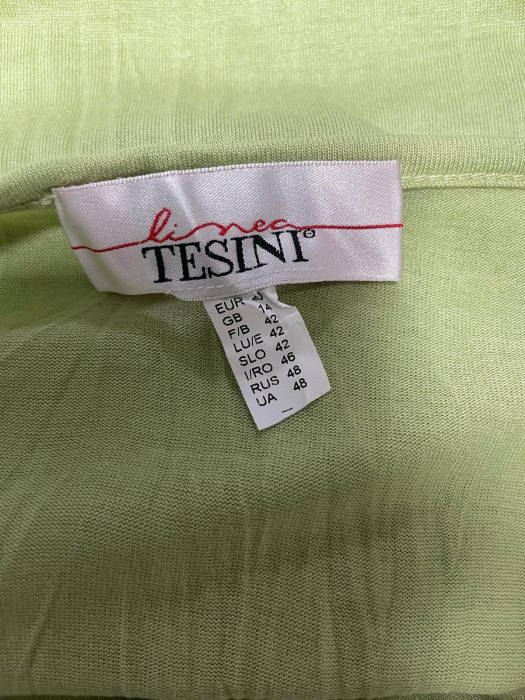 linea
TESINI®
EUR
GB 14
F/B 42
LU/E 42
SLO 42
I/RO 46
RUS 48
UA 48